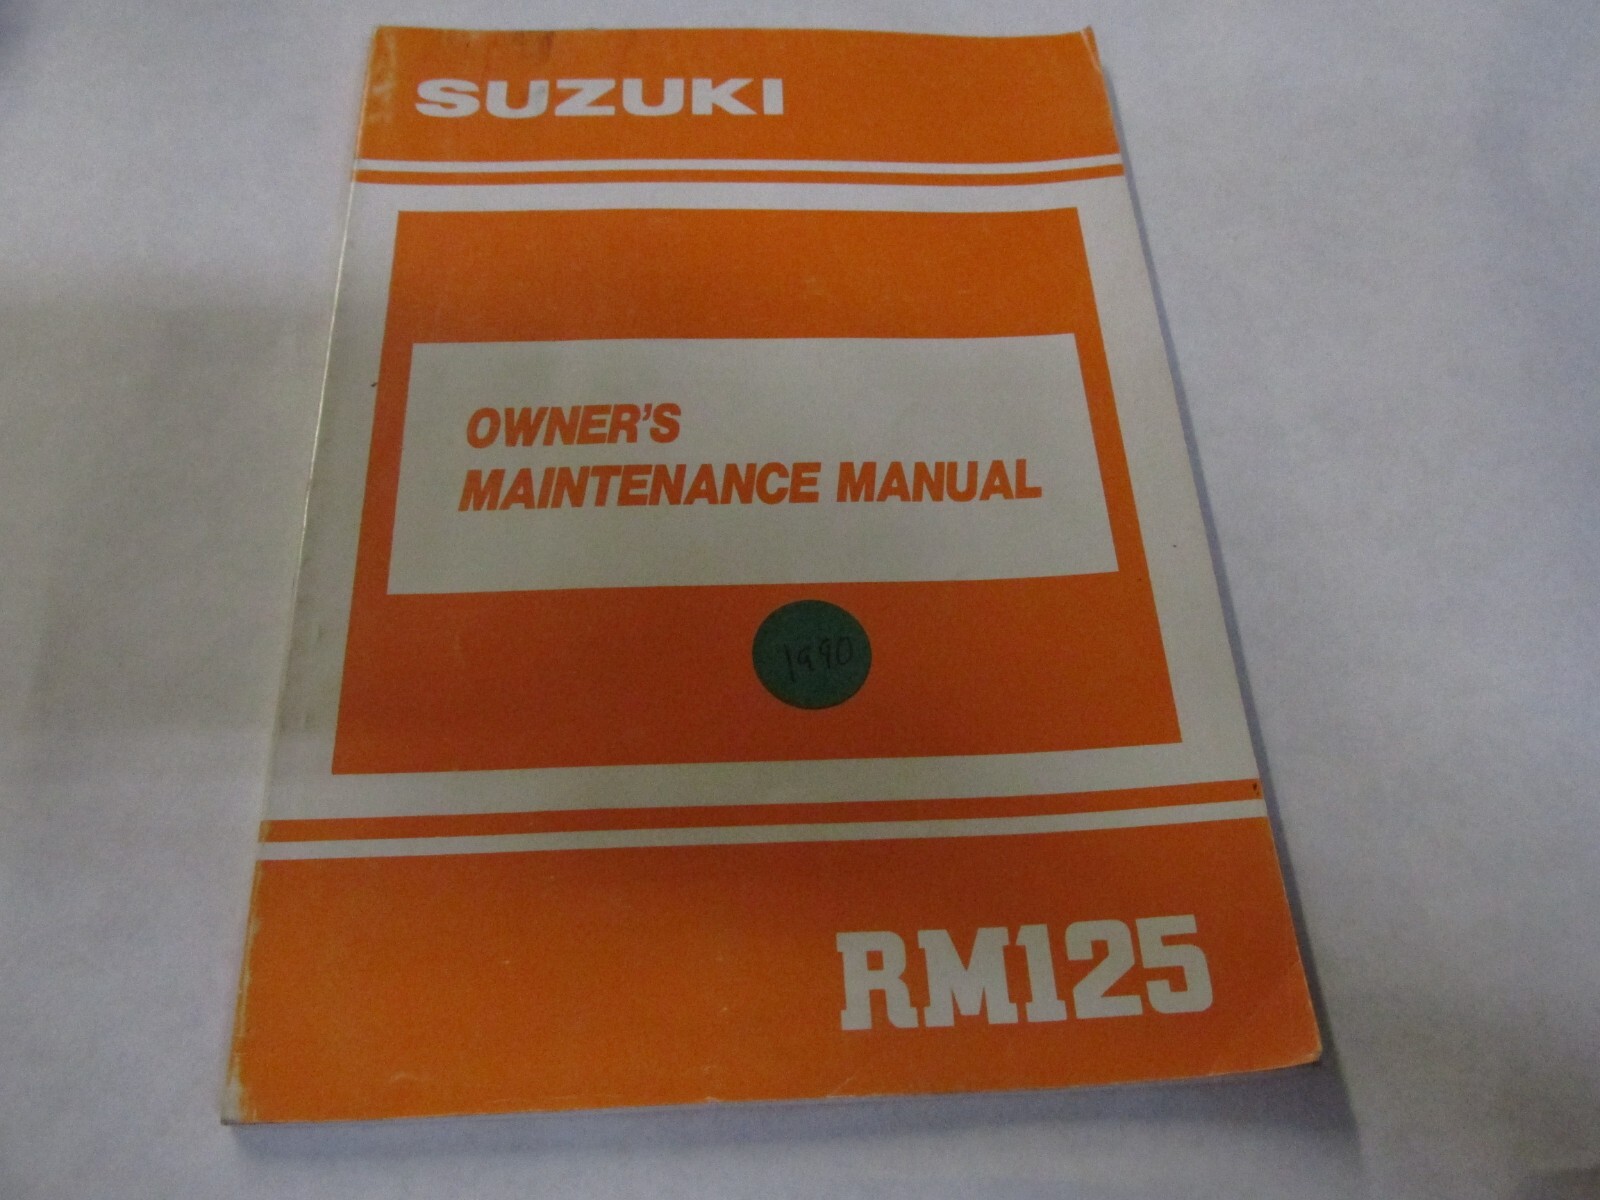 SUZUKI
OWNER'S
MAINTENANCE MANUAL
1990
RM125